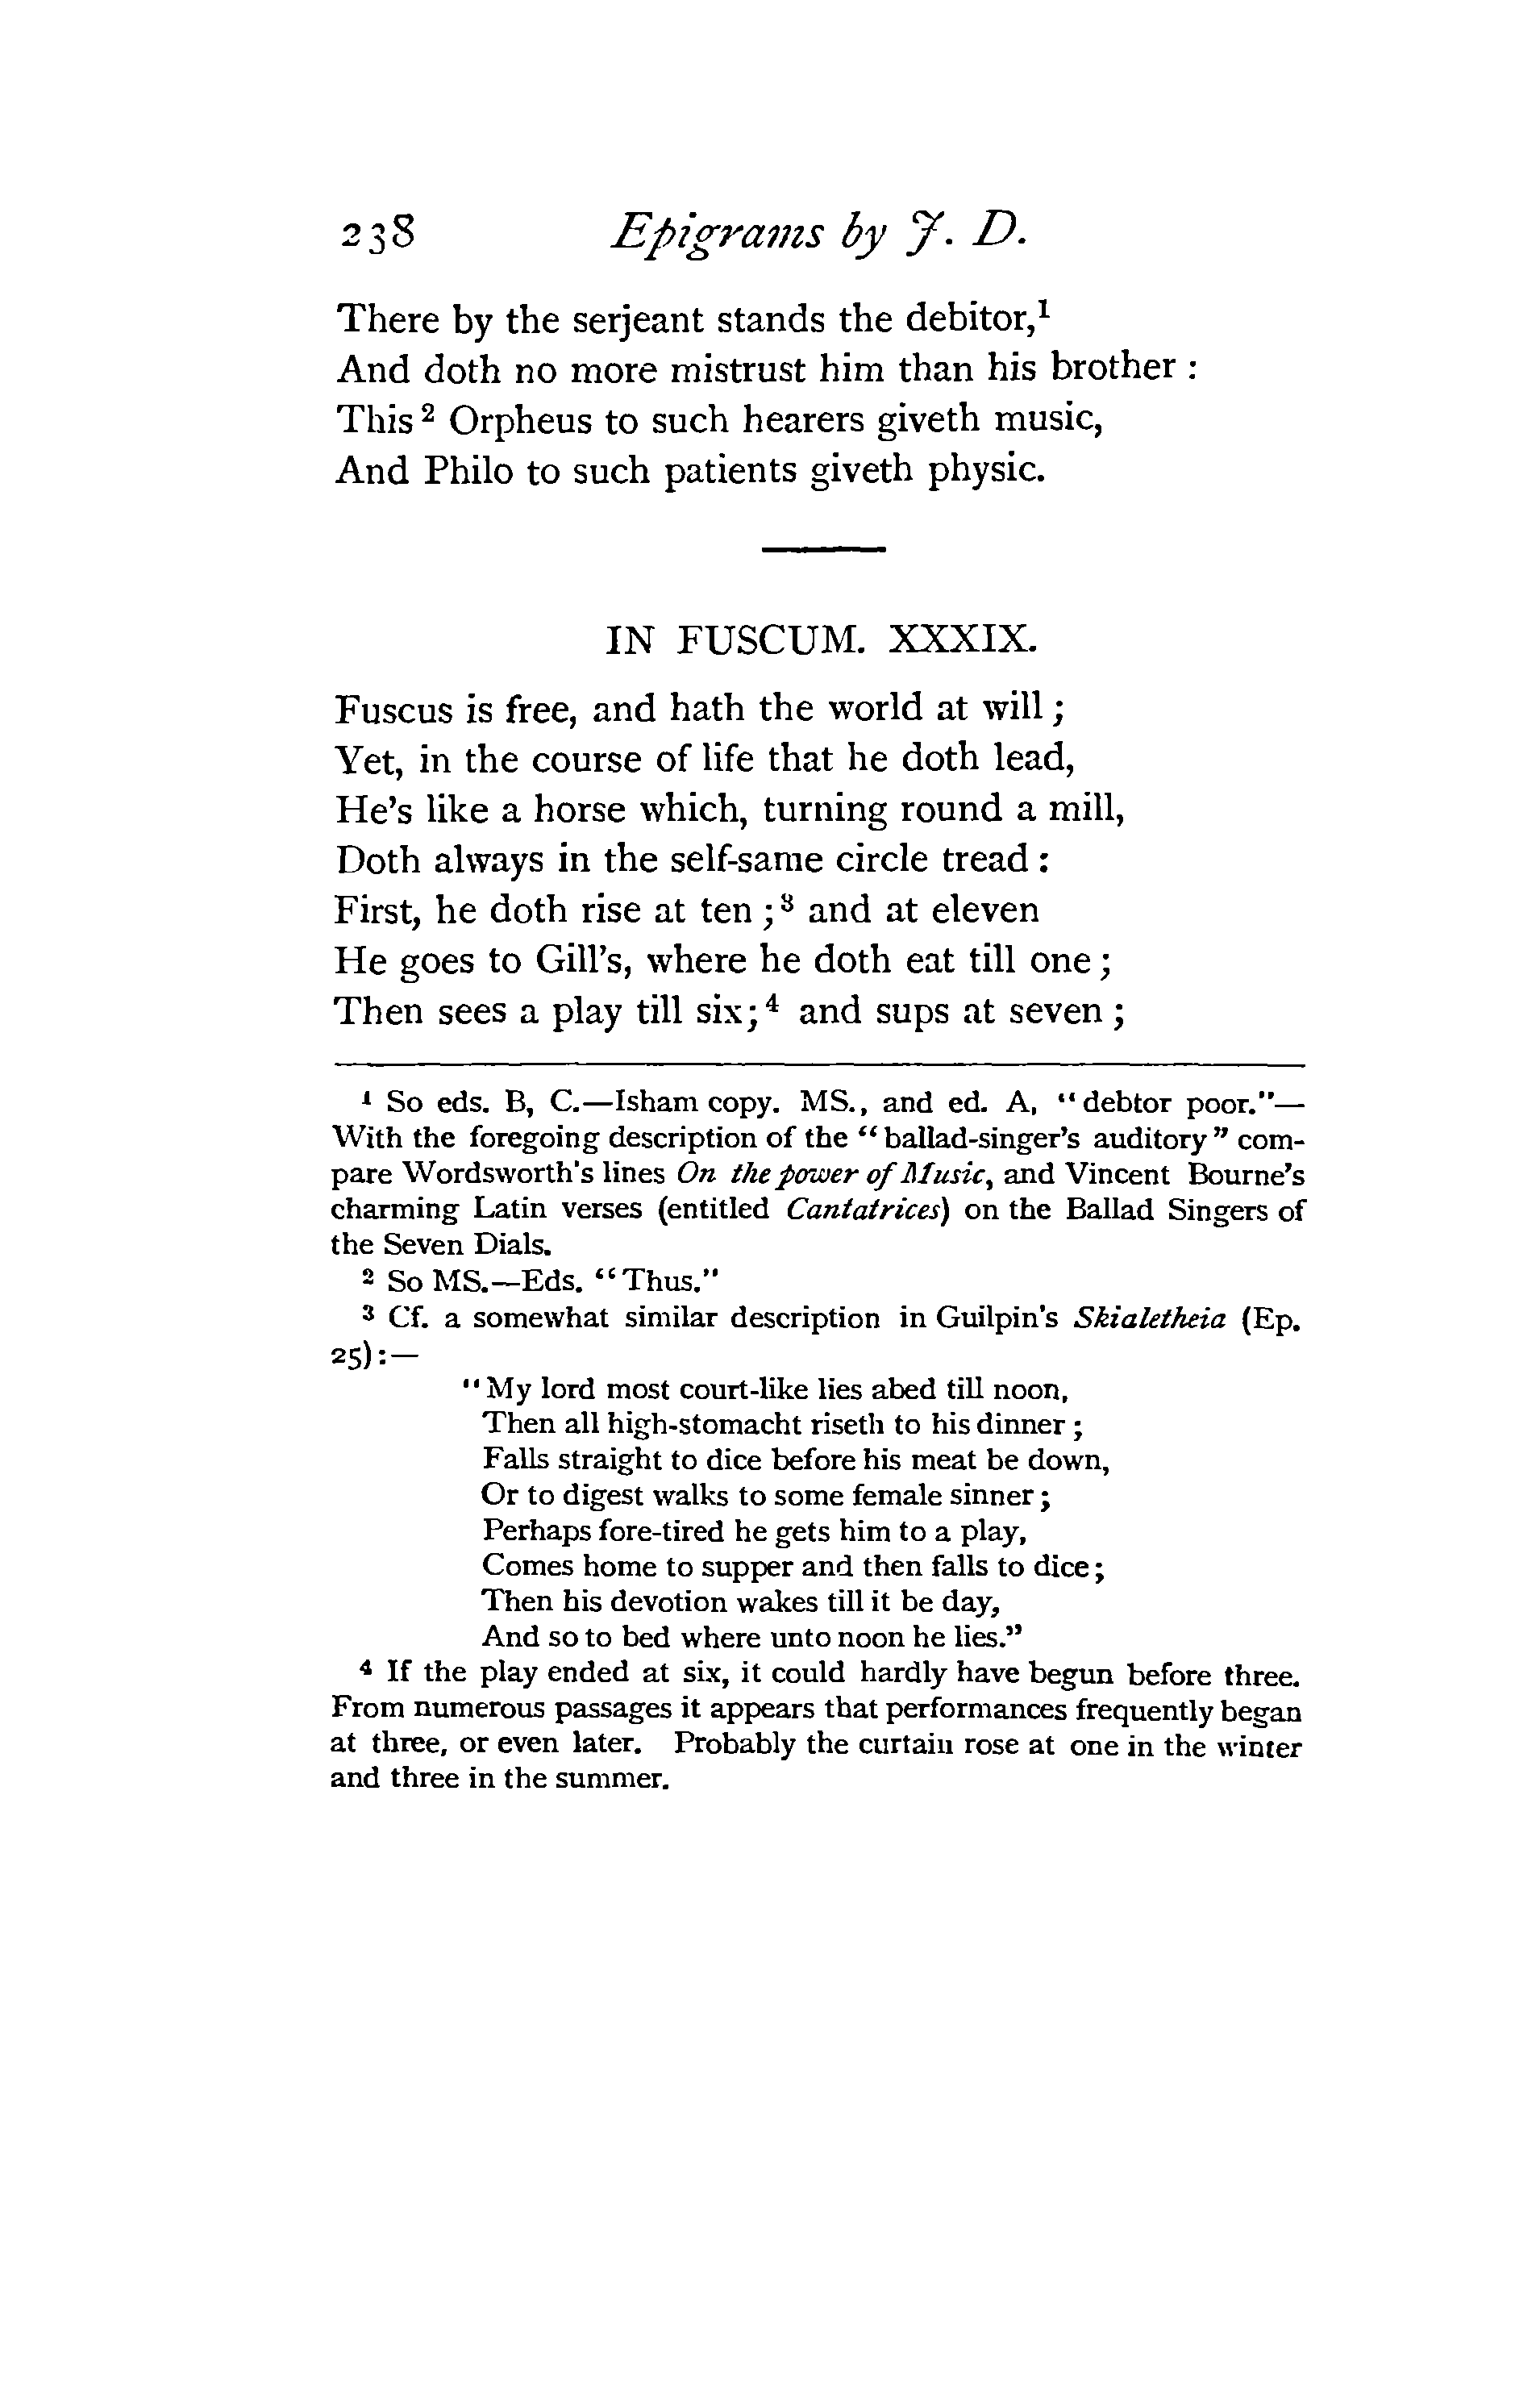 238 Epigrams by J. D.
There by the serjeant stands the debitor,¹
And doth no more mistrust him than his brother :
This ² Orpheus to such hearers giveth music,
And Philo to such patients giveth physic.
IN FUSCUM. XXXIX.
Fuscus is free, and hath the world at will ;
Yet, in the course of life that he doth lead,
He's like a horse which, turning round a mill,
Doth always in the self-same circle tread :
First, he doth rise at ten ;³ and at eleven
He goes to Gill's, where he doth eat till one ;
Then sees a play till six; ⁴ and sups at seven ;
¹ So eds. B, C.—Isham copy. MS., and ed. A, "debtor poor."—
With the foregoing description of the "ballad-singer's auditory" com-
pare Wordsworth's lines On the power of Music, and Vincent Bourne's
charming Latin verses (entitled Cantatrices) on the Ballad Singers of
the Seven Dials.
² So MS.—Eds. "Thus."
³ Cf. a somewhat similar description in Guilpin's Skialetheia (Ep.
25):—
"My lord most court-like lies abed till noon,
Then all high-stomacht riseth to his dinner ;
Falls straight to dice before his meat be down,
Or to digest walks to some female sinner ;
Perhaps fore-tired he gets him to a play,
Comes home to supper and then falls to dice;
Then his devotion wakes till it be day,
And so to bed where unto noon he lies."
⁴ If the play ended at six, it could hardly have begun before three.
From numerous passages it appears that performances frequently began
at three, or even later. Probably the curtain rose at one in the winter
and three in the summer.